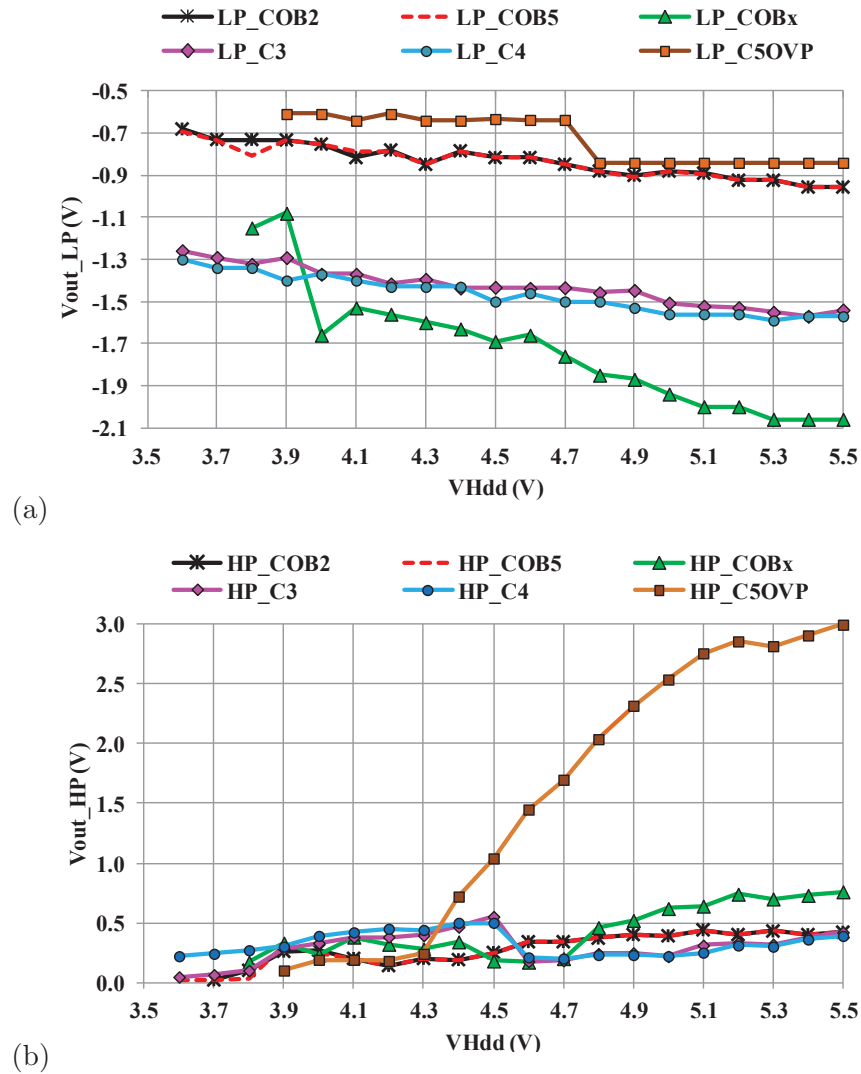 LP_COB2 LP_COB5 LP_COBx
LP_C3 LP_C4 LP_C5OVP
-0.5
-0.7
-0.9
-1.1
-1.3
-1.5
-1.7
-1.9
-2.1
Vout_LP (V)
3.5 3.7 3.9 4.1 4.3 4.5 4.7 4.9 5.1 5.3 5.5
VHdd (V)
(a)
HP_COB2 HP_COB5 HP_COBx
HP_C3 HP_C4 HP_C5OVP
3.0
2.5
2.0
1.5
1.0
0.5
0.0
Vout_HP (V)
3.5 3.7 3.9 4.1 4.3 4.5 4.7 4.9 5.1 5.3 5.5
VHdd (V)
(b)